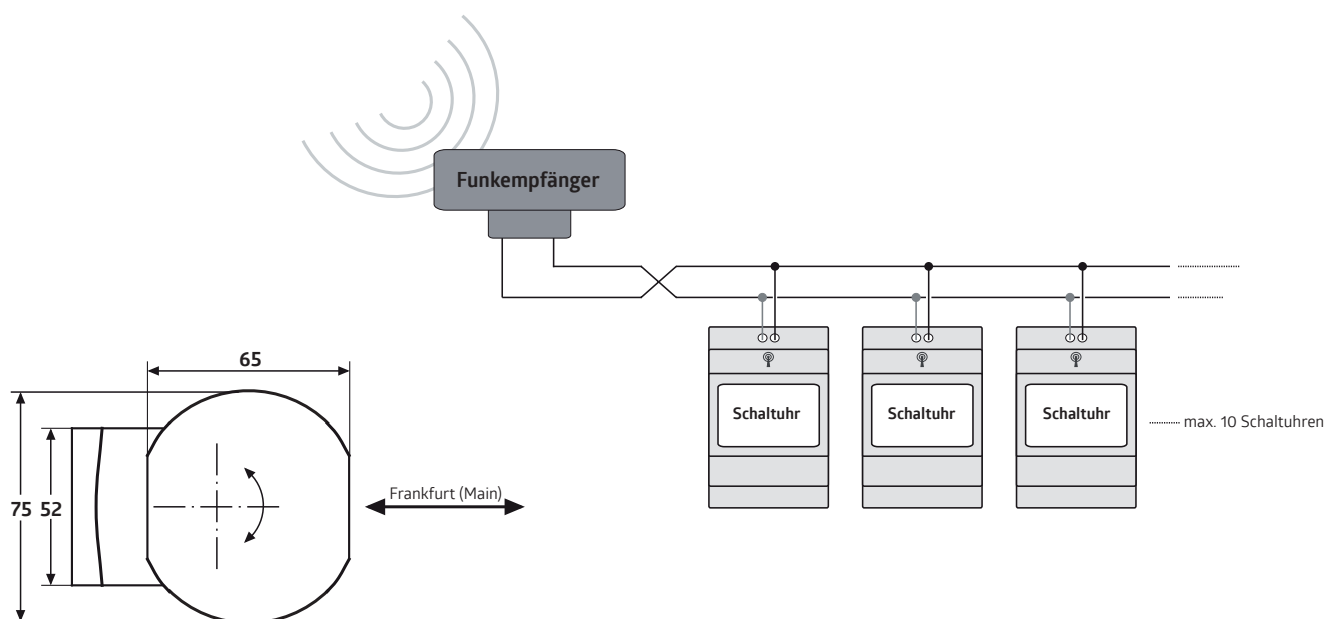 Funkempfänger
65
Schaltuhr
Schaltuhr
Schaltuhr
max. 10 Schaltuhren
75
52
Frankfurt (Main)